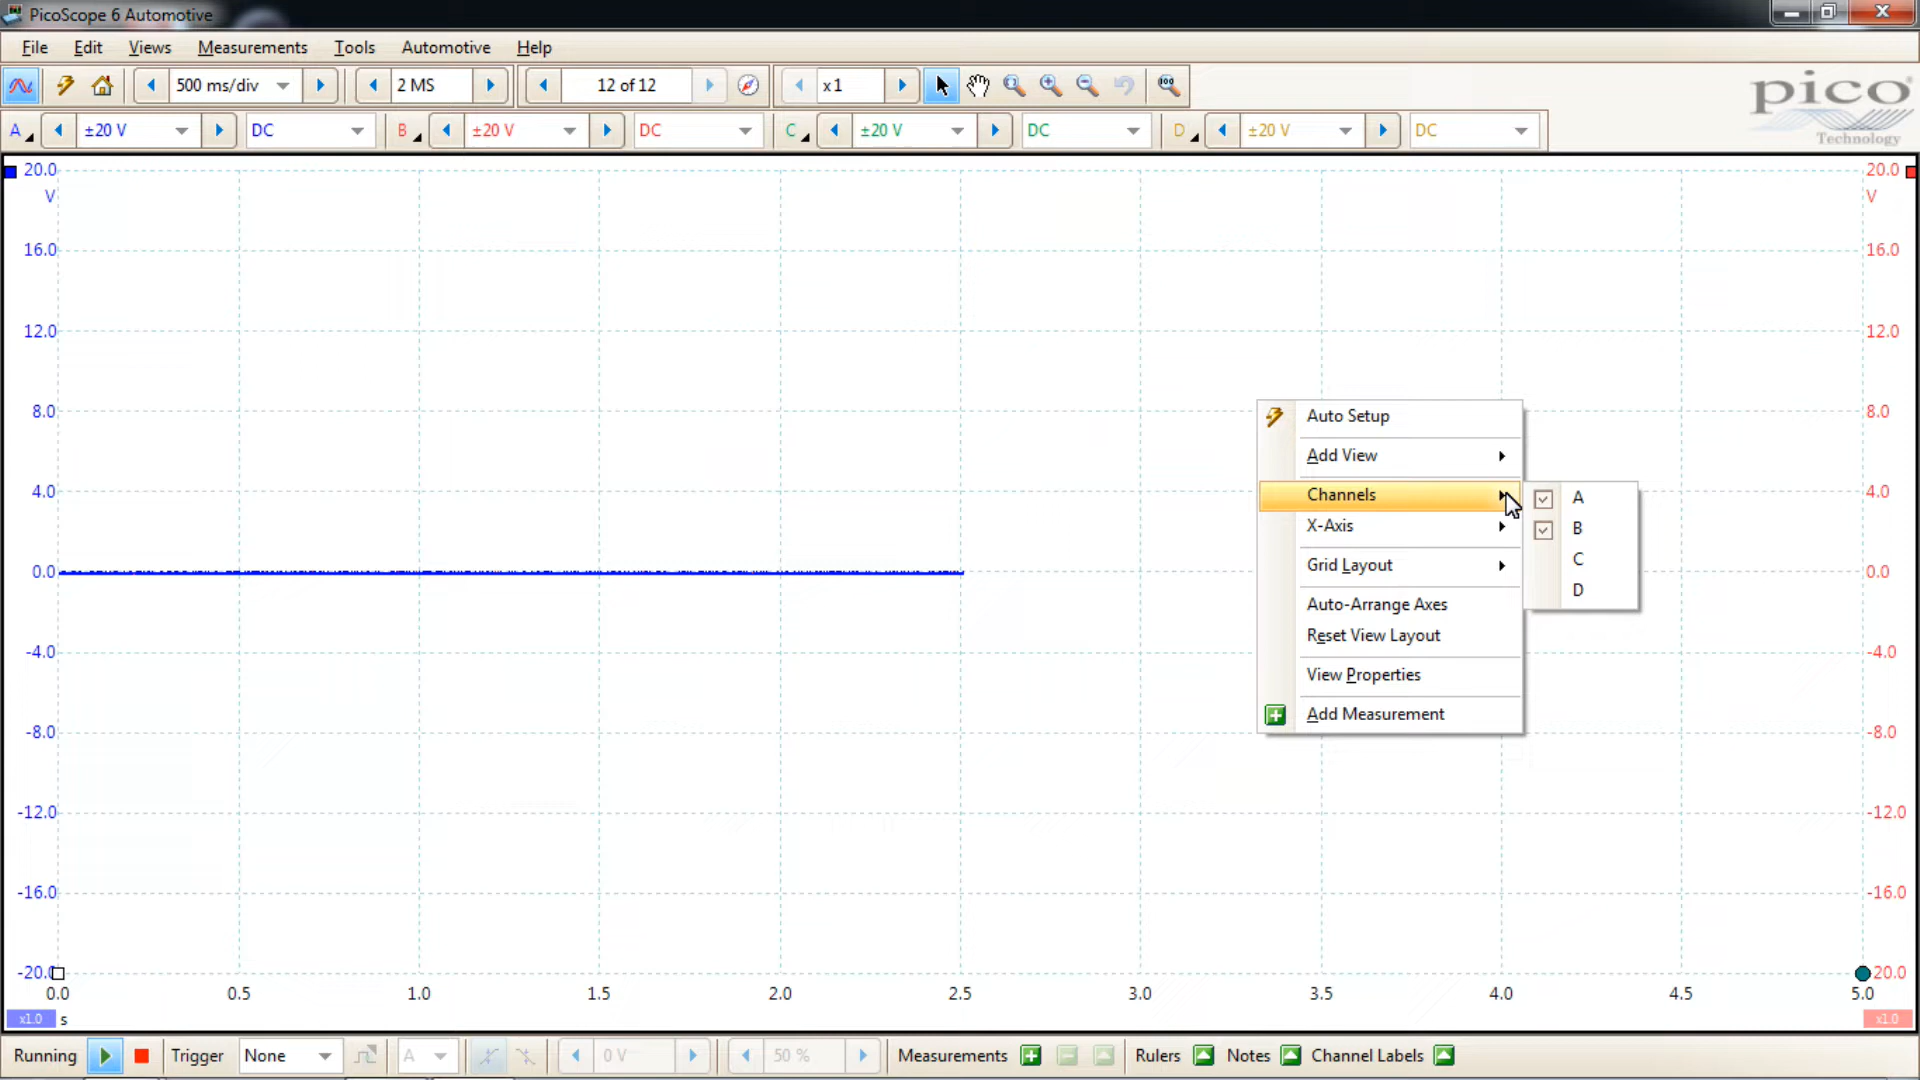 PicoScope 6 Automotive
File Edit Views Measurements Tools Automotive Help
500 ms/div 2 MS 12 of 12 x1 100
pico
Technology
A ±20 V DC B ±20 V DC C ±20 V DC D ±20 V DC
20.0 20.0
V V
16.0 16.0
12.0 12.0
8.0 8.0
Auto Setup
Add View
4.0 4.0
Channels A
X-Axis B
C
Grid Layout D
0.0 0.0
Auto-Arrange Axes
Reset View Layout
-4.0 -4.0
View Properties
Add Measurement
-8.0 -8.0
-12.0 -12.0
-16.0 -16.0
-20.0 -20.0
0.0 0.5 1.0 1.5 2.0 2.5 3.0 3.5 4.0 4.5 5.0
x1.0 s x1.0
Running Trigger None A 0 V 50 % Measurements Rulers Notes Channel Labels